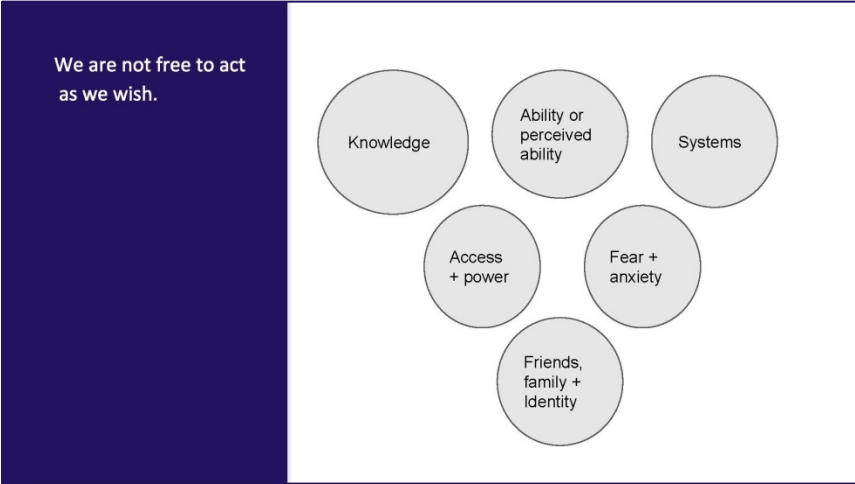 We are not free to act
as we wish.
Knowledge
Ability or
perceived
ability
Systems
Access
+ power
Fear +
anxiety
Friends,
family +
Identity